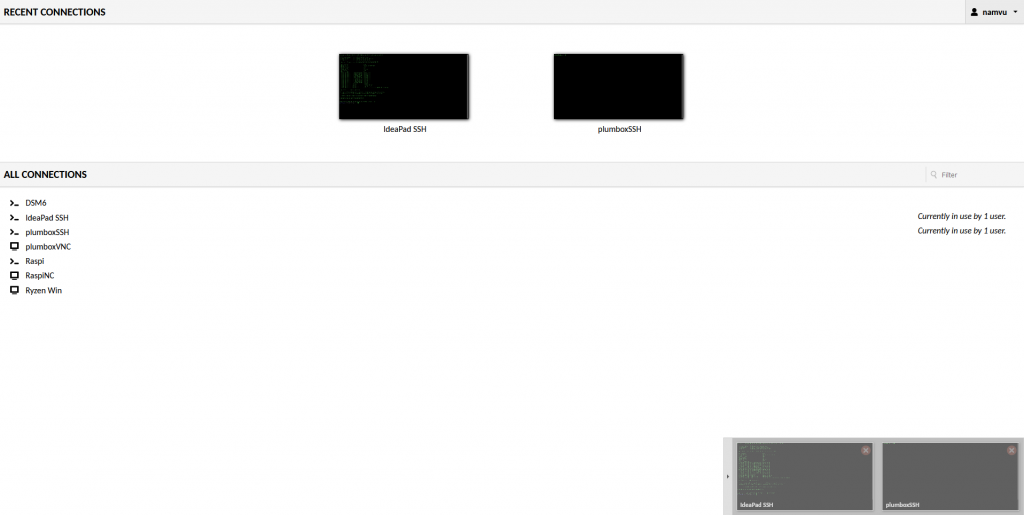 RECENT CONNECTIONS
namvu
IdeaPad SSH
plumboxSSH
ALL CONNECTIONS
Filter
DSM6
IdeaPad SSH
Currently in use by 1 user.
plumboxSSH
Currently in use by 1 user.
plumboxVNC
Raspi
RaspiNC
Ryzen Win
IdeaPad SSH
plumboxSSH